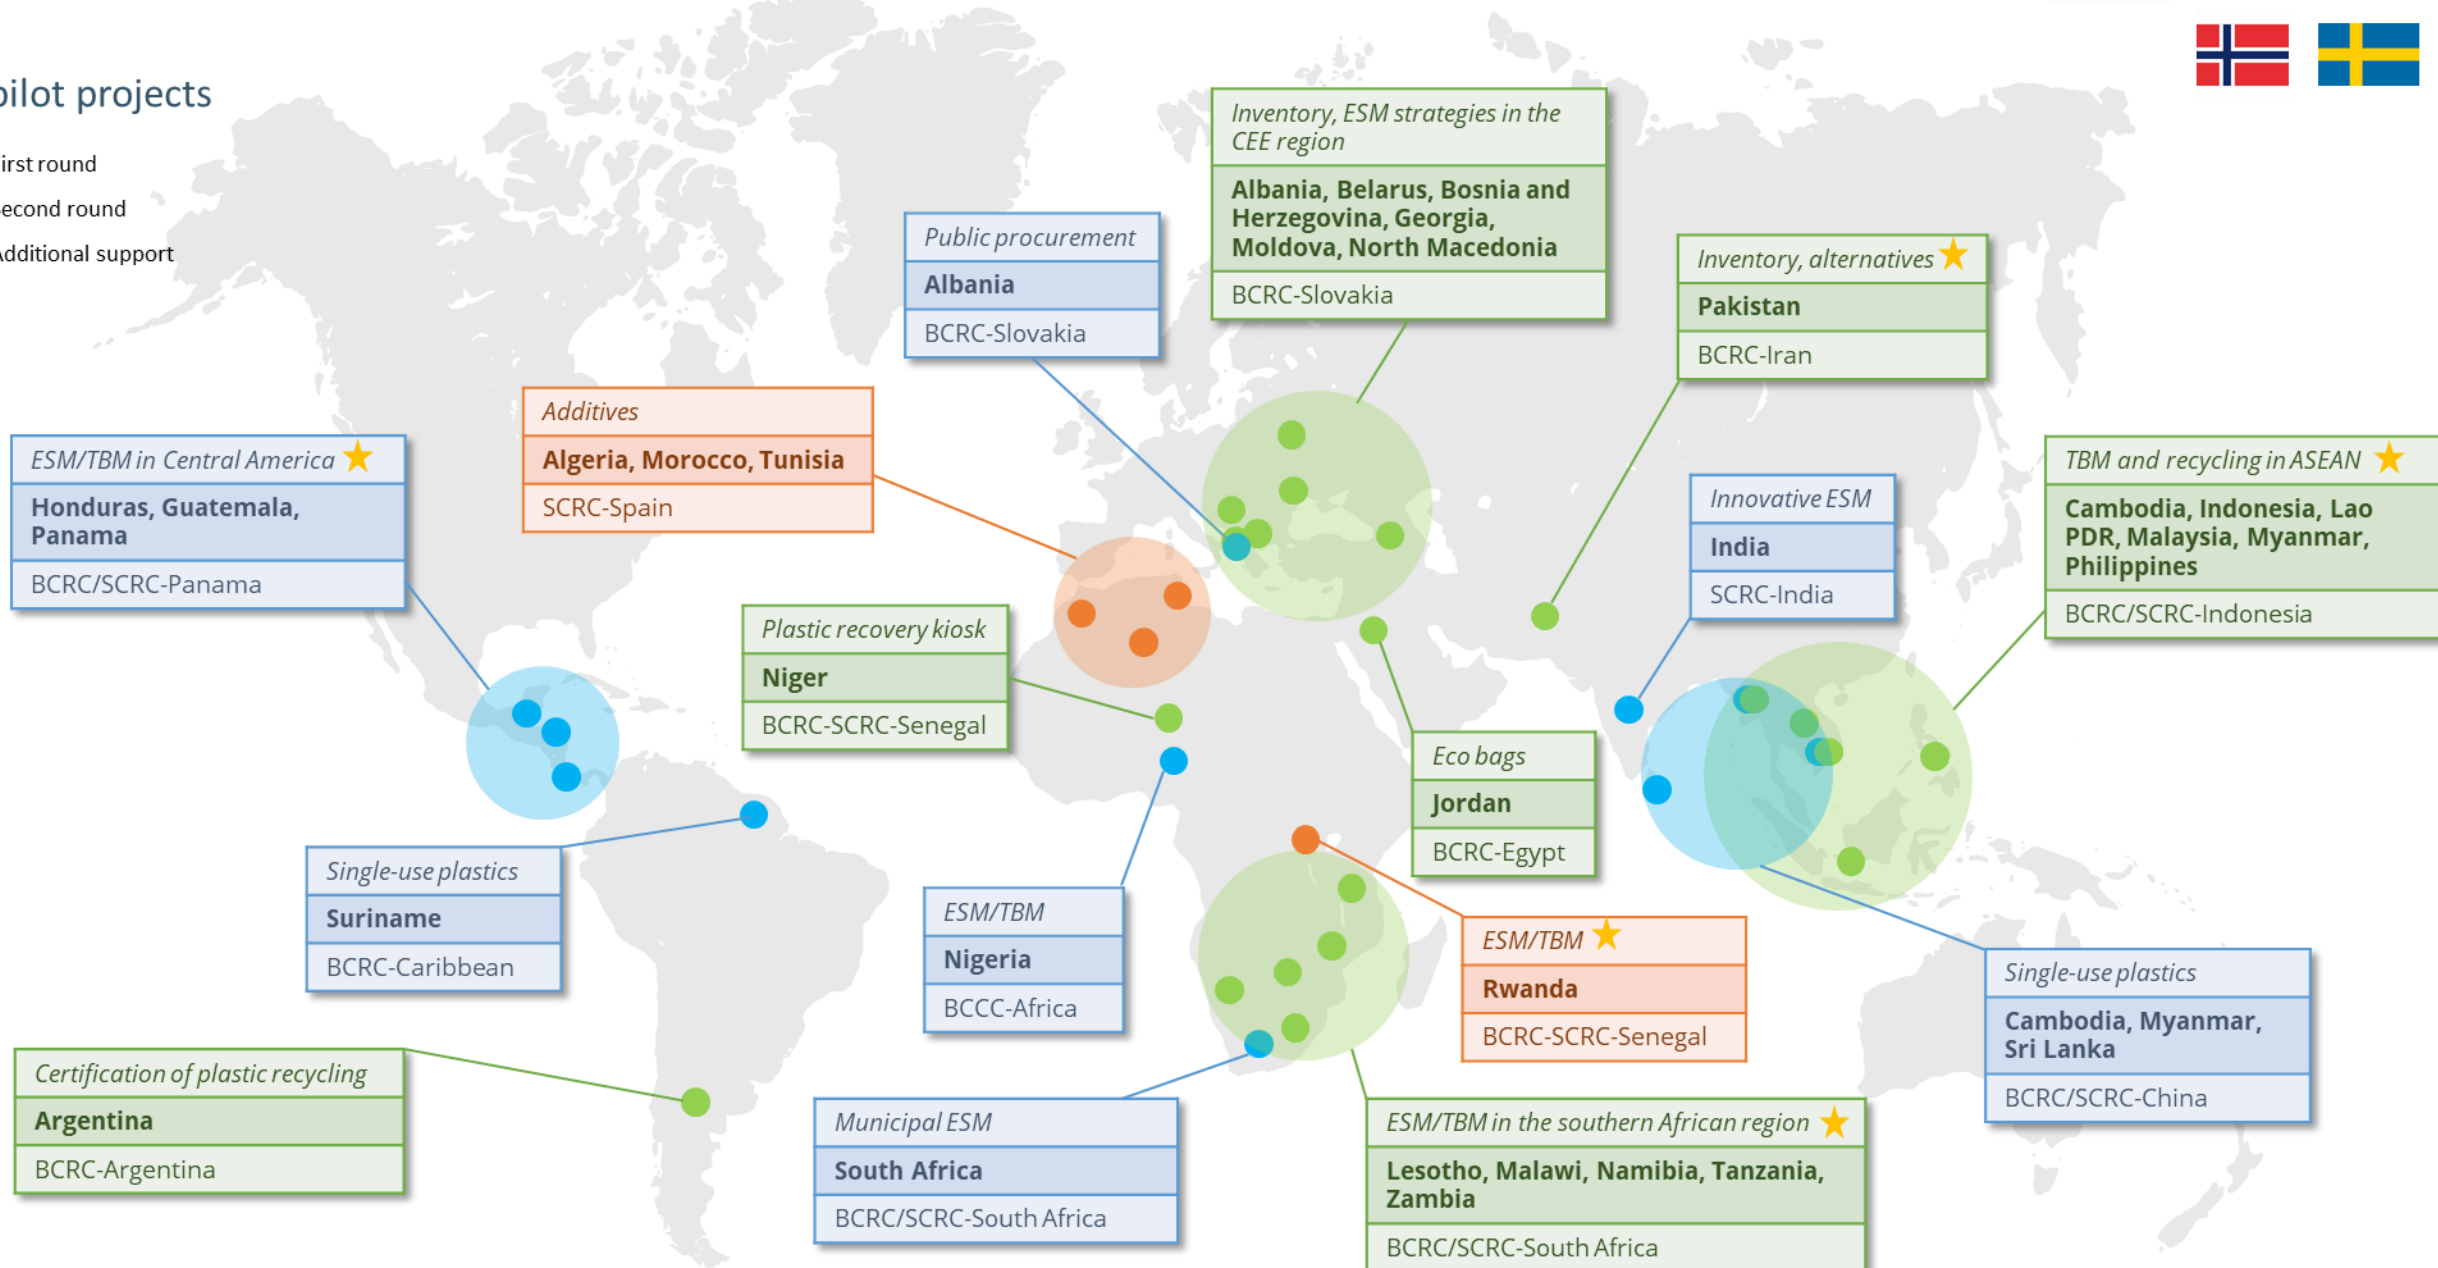 pilot projects
irst round
econd round
Additional support
Inventory, ESM strategies in the
CEE region
Albania, Belarus, Bosnia and
Herzegovina, Georgia,
Moldova, North Macedonia
BCRC-Slovakia
Public procurement
Albania
BCRC-Slovakia
Inventory, alternatives
Pakistan
BCRC-Iran
Additives
Algeria, Morocco, Tunisia
SCRC-Spain
ESM/TBM in Central America
Honduras, Guatemala,
Panama
BCRC/SCRC-Panama
Innovative ESM
India
SCRC-India
TBM and recycling in ASEAN
Cambodia, Indonesia, Lao
PDR, Malaysia, Myanmar,
Philippines
BCRC/SCRC-Indonesia
Plastic recovery kiosk
Niger
BCRC-SCRC-Senegal
Eco bags
Jordan
BCRC-Egypt
Single-use plastics
Suriname
BCRC-Caribbean
ESM/TBM
Nigeria
BCCC-Africa
ESM/TBM
Rwanda
BCRC-SCRC-Senegal
Single-use plastics
Cambodia, Myanmar,
Sri Lanka
BCRC/SCRC-China
Certification of plastic recycling
Argentina
BCRC-Argentina
Municipal ESM
South Africa
BCRC/SCRC-South Africa
ESM/TBM in the southern African region
Lesotho, Malawi, Namibia, Tanzania,
Zambia
BCRC/SCRC-South Africa